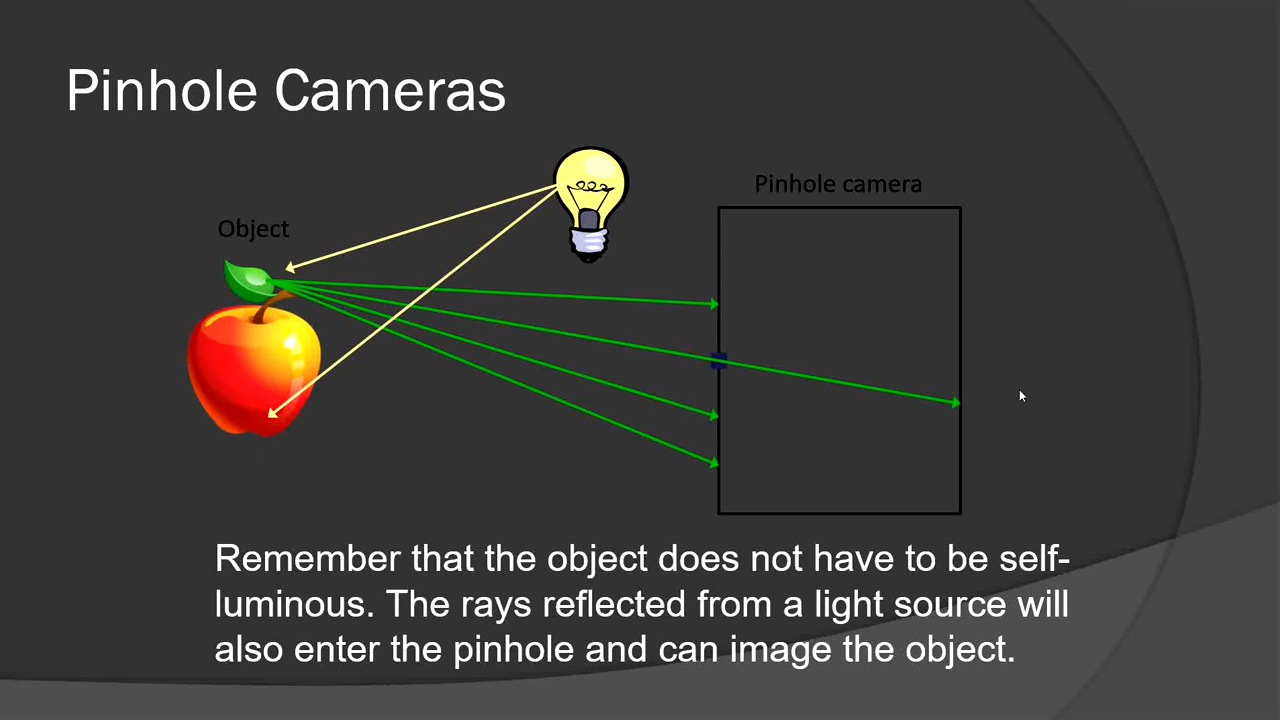 Pinhole Cameras
Pinhole camera
Object
Remember that the object does not have to be self-
luminous. The rays reflected from a light source will
also enter the pinhole and can image the object.